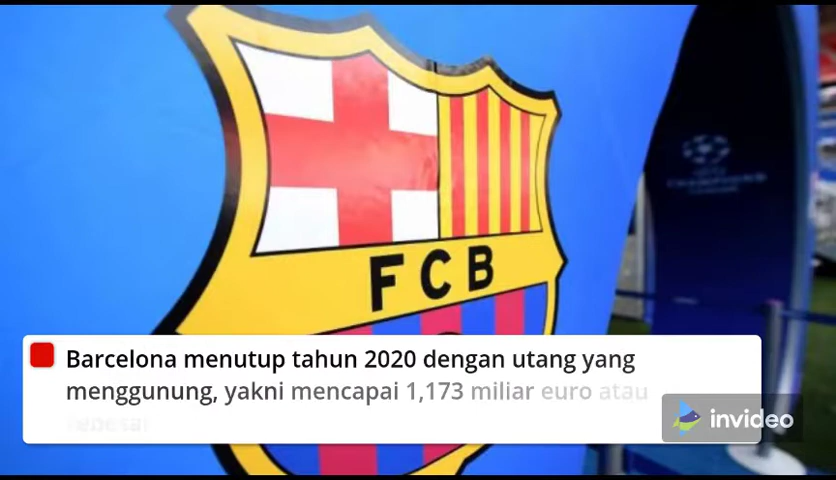 FCB
Barcelona menutup tahun 2020 dengan utang yang
menggunung, yakni mencapai 1,173 miliar euro atau
invideo